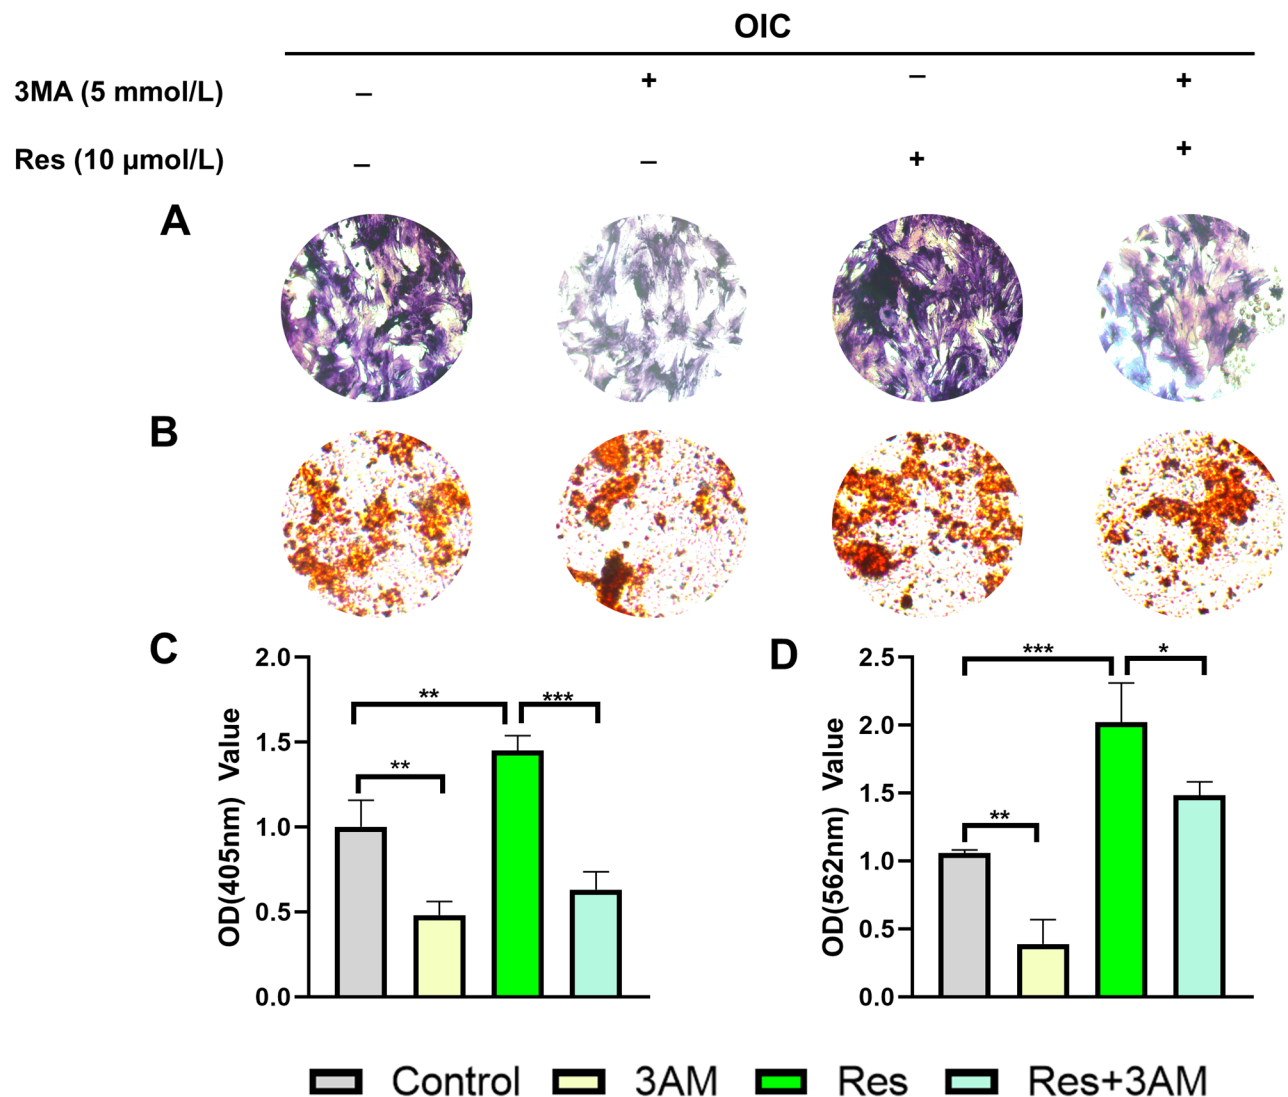 OIC
3MA (5 mmol/L) – + – +
Res (10 µmol/L) – – + +
A
B
C
OD(405nm) Value
2.0
1.5
1.0
0.5
0.0
** ***
**
D
OD(562nm) Value
2.5
2.0
1.5
1.0
0.5
0.0
*** *
**
Control 3AM Res Res+3AM